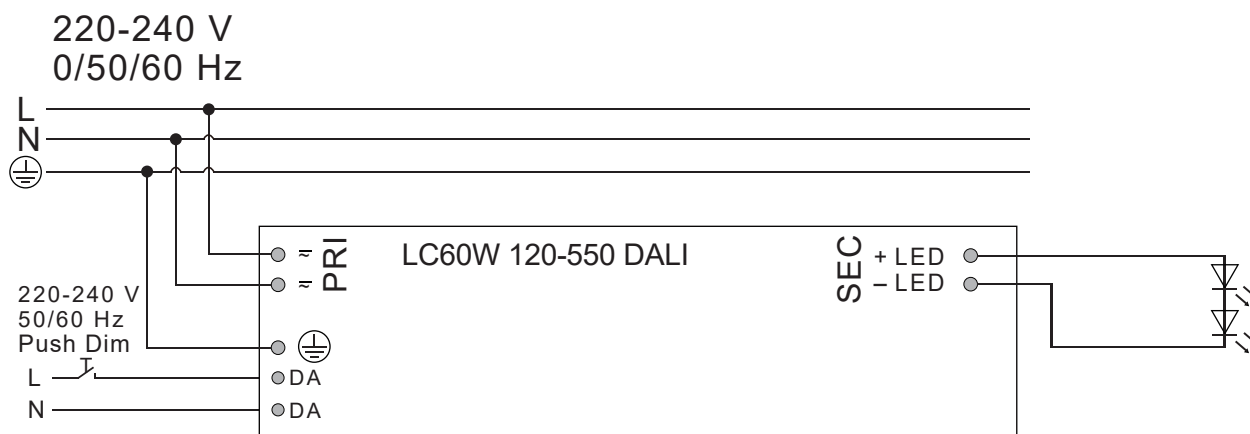 220-240 V
0/50/60 Hz
L
N
PRI
LC60W 120-550 DALI
SEC
+ LED
– LED
220-240 V
50/60 Hz
Push Dim
L
DA
N
DA